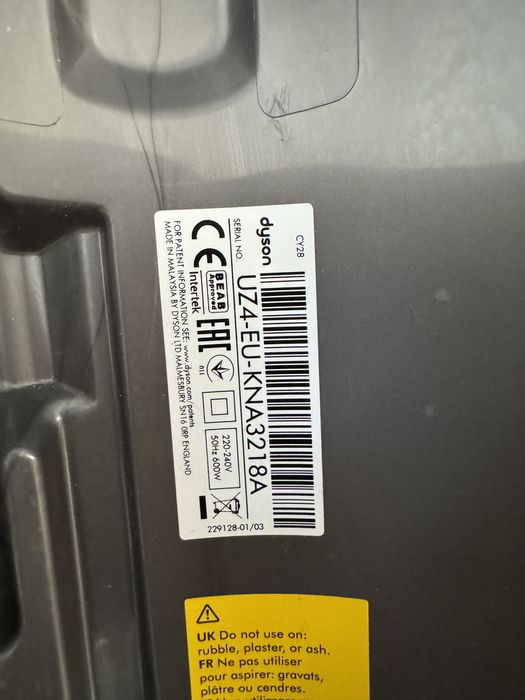 CY28
dyson
SERIAL NO.
UZ4-EU-KNA3218A
CE
BEAB
Approved
Intertek
EAC
011
220-240V
50Hz 600W
FOR PATENT INFORMATION SEE: www.dyson.com/patents
MADE IN MALAYSIA BY DYSON LTD MALMESBURY SN16 0RP ENGLAND
229128-01/03
UK Do not use on:
rubble, plaster, or ash.
FR Ne pas utiliser
pour aspirer: gravats,
plâtre ou cendres.